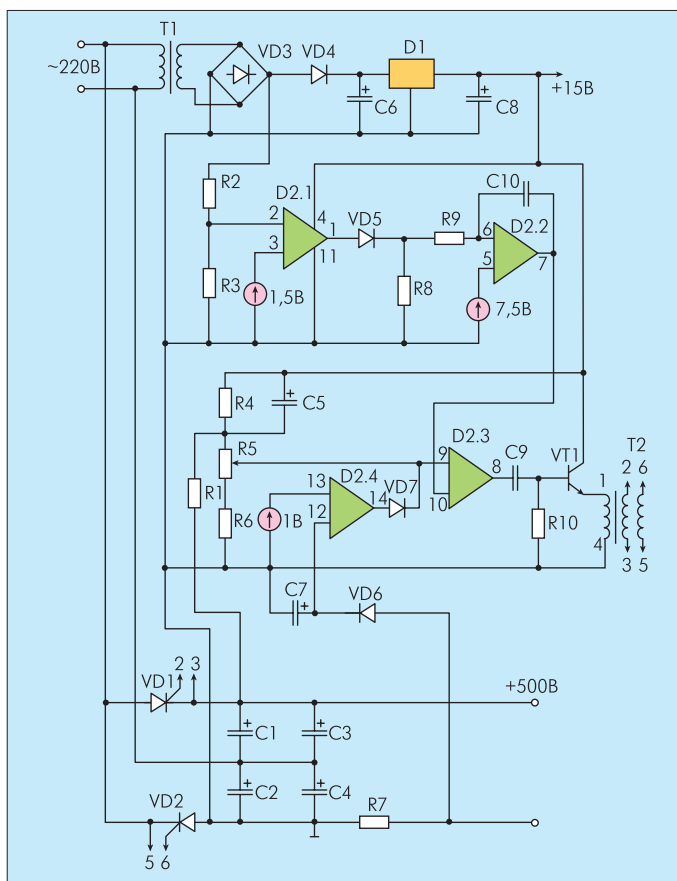 T1
~220В
VD3
VD4
D1
C6
C8
+15В
R2
D2.1
C10
2
4
1
VD5
R9
6
D2.2
3
11
5
7
R3
1,5В
R8
7,5В
R4
C5
R5
D2.3
9
8
C9
VT1
T2
D2.4
13
14
VD7
10
1
2
6
R1
R6
1В
12
R10
4
3
5
C7
VD6
2
3
VD1
+500В
C1
C3
VD2
C2
C4
R7
5
6